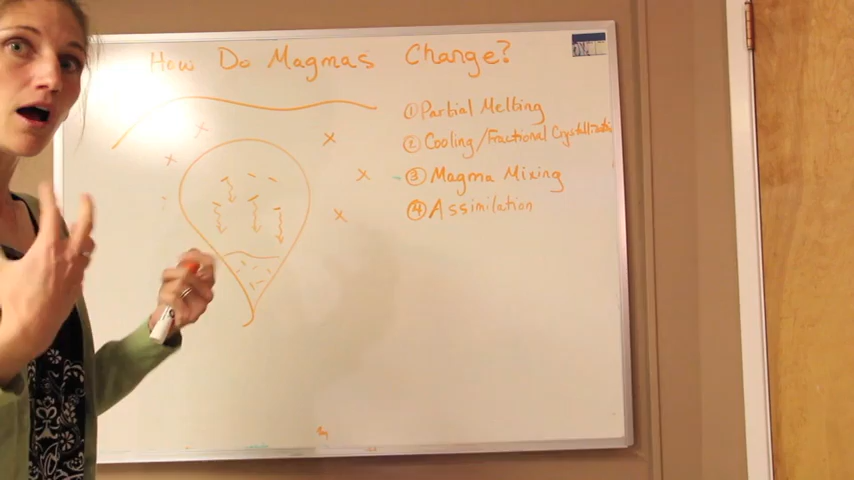 How Do Magmas Change?
① Partial Melting
② Cooling/Fractional Crystallization
③ Magma Mixing
④ Assimilation